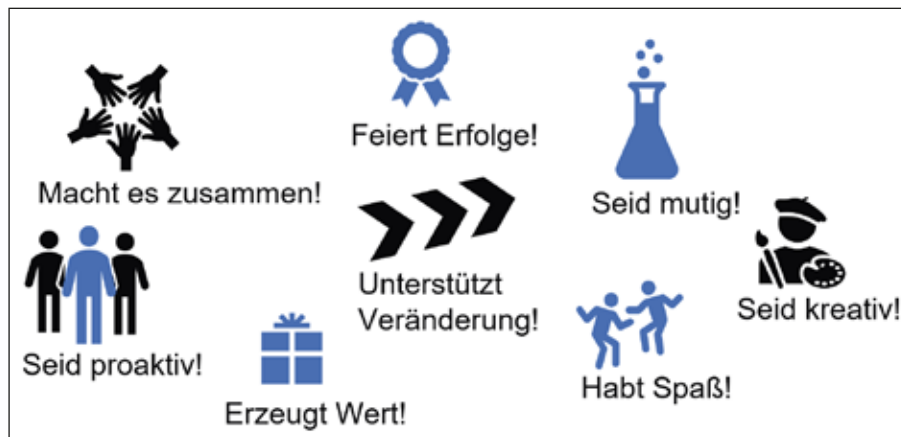 Feiert Erfolge!
Macht es zusammen!
Seid mutig!
Unterstützt
Veränderung!
Seid kreativ!
Seid proaktiv!
Habt Spaß!
Erzeugt Wert!